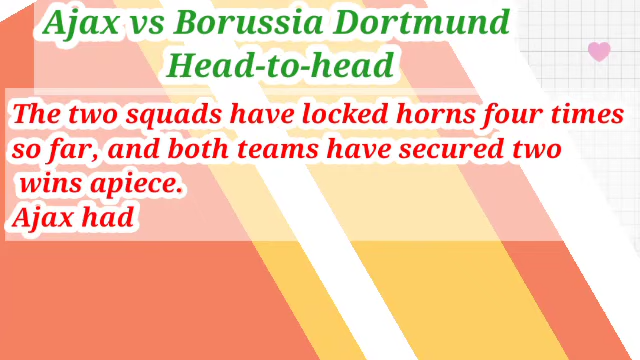 Ajax vs Borussia Dortmund
Head-to-head
The two squads have locked horns four times
so far, and both teams have secured two
wins apiece.
Ajax had